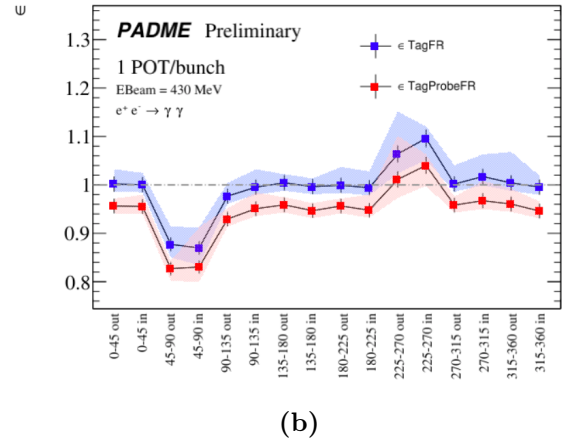 ϵ
PADME Preliminary
1 POT/bunch
EBeam = 430 MeV
e⁺ e⁻ → γ γ
ϵ TagFR
ϵ TagProbeFR
1.3
1.2
1.1
1
0.9
0.8
0-45 out
0-45 in
45-90 out
45-90 in
90-135 out
90-135 in
135-180 out
135-180 in
180-225 out
180-225 in
225-270 out
225-270 in
270-315 out
270-315 in
315-360 out
315-360 in
(b)